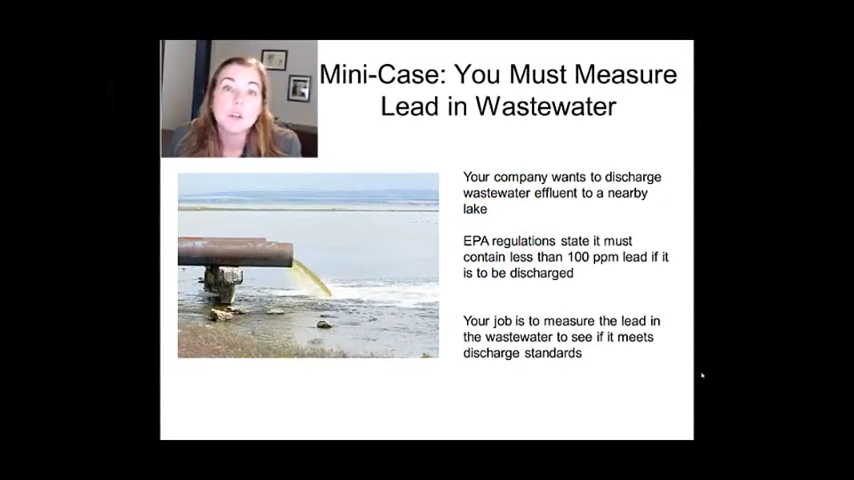 Mini-Case: You Must Measure
Lead in Wastewater
Your company wants to discharge
wastewater effluent to a nearby
lake
EPA regulations state it must
contain less than 100 ppm lead if it
is to be discharged
Your job is to measure the lead in
the wastewater to see if it meets
discharge standards